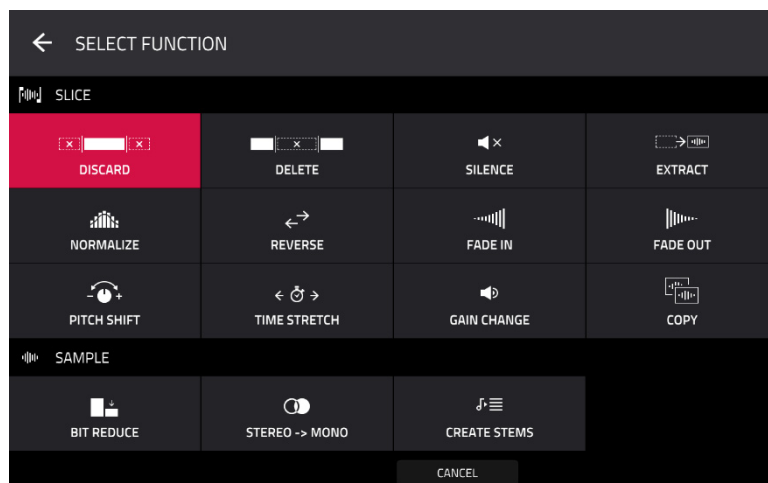 SELECT FUNCTION
SLICE
DISCARD
DELETE
SILENCE
EXTRACT
NORMALIZE
REVERSE
FADE IN
FADE OUT
PITCH SHIFT
TIME STRETCH
GAIN CHANGE
COPY
SAMPLE
BIT REDUCE
STEREO -> MONO
CREATE STEMS
CANCEL